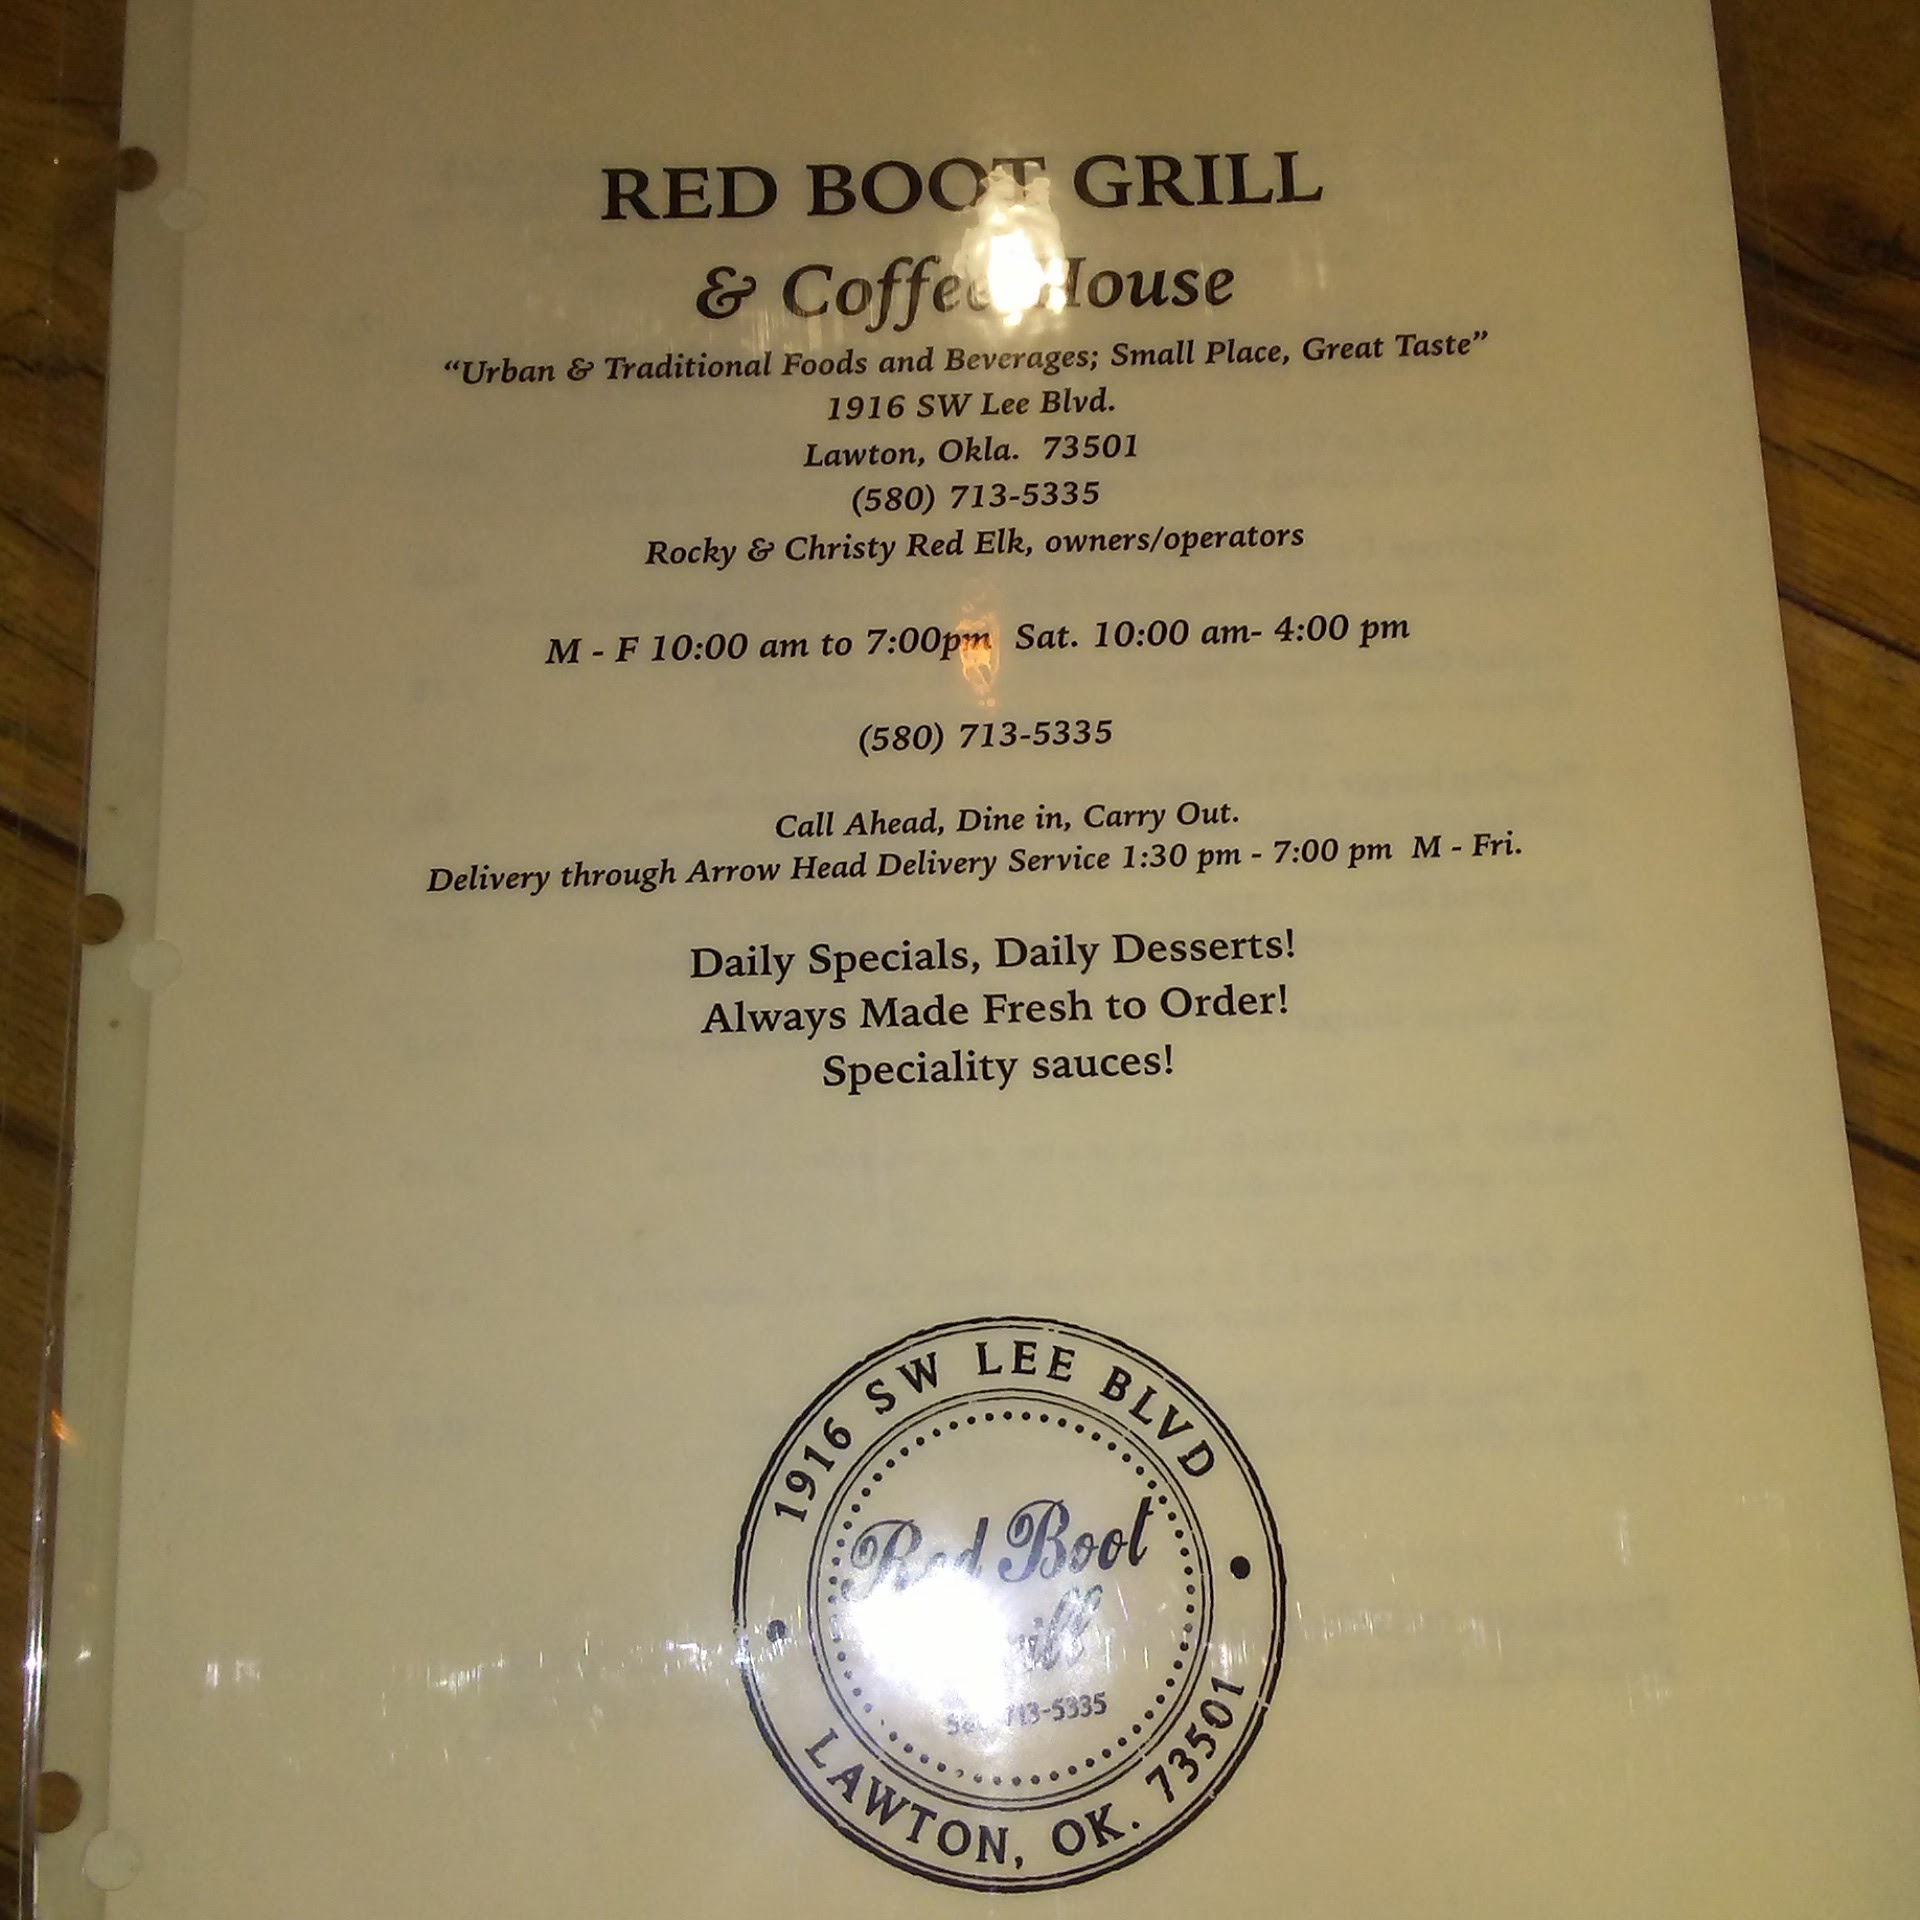 RED BOOT GRILL
& Coffee House
“Urban & Traditional Foods and Beverages; Small Place, Great Taste”
1916 SW Lee Blvd.
Lawton, Okla. 73501
(580) 713-5335
Rocky & Christy Red Elk, owners/operators
M - F 10:00 am to 7:00pm Sat. 10:00 am- 4:00 pm
(580) 713-5335
Call Ahead, Dine in, Carry Out.
Delivery through Arrow Head Delivery Service 1:30 pm - 7:00 pm M - Fri.
Daily Specials, Daily Desserts!
Always Made Fresh to Order!
Speciality sauces!
1916 SW LEE BLVD
Red Boot
713-5335
LAWTON, OK. 73501